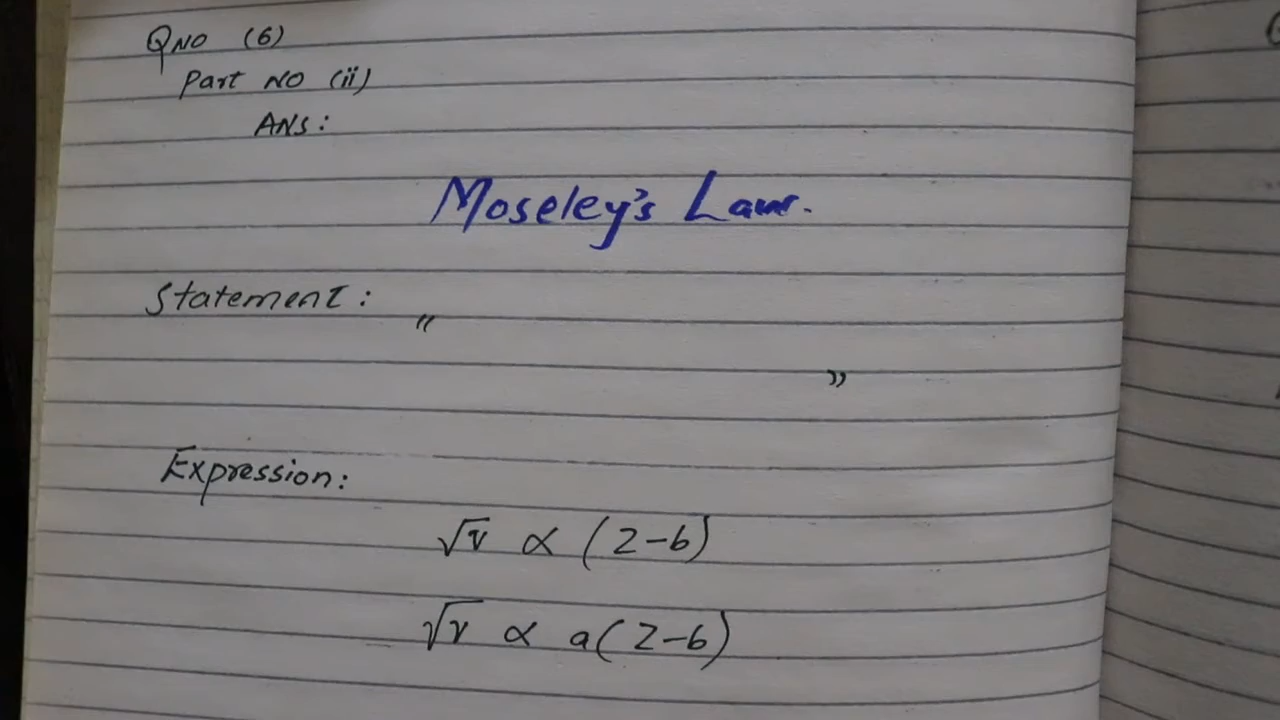 QNO (6)
Part NO (ii)
ANS:
Moseley's Law.
Statement: "
"
Expression:
√ν ∝ (Z-b)
√ν ∝ a(Z-b)